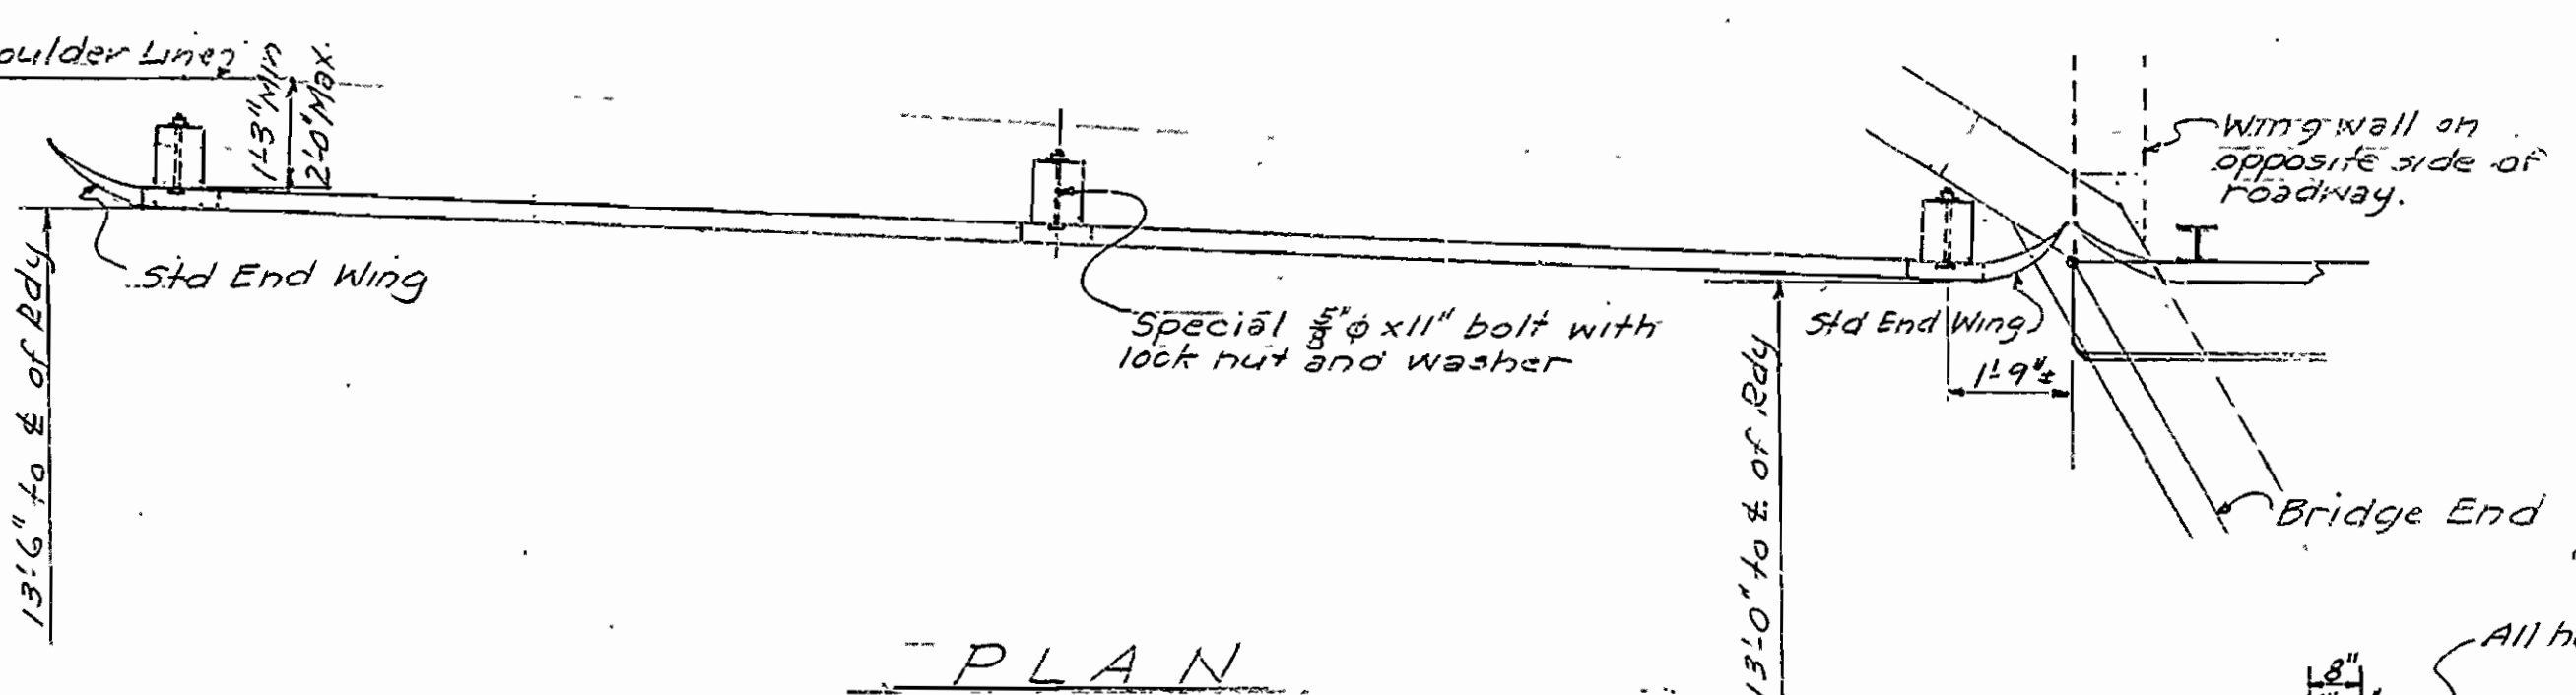 oulder Line
1'-3" Min
2'-0" Max.
Wing wall on
opposite side of
roadway.
Std End Wing
13'-6" to ℄ of Rdy
Special 5/8" ϕ x 11" bolt with
lock nut and washer
Std End Wing
1'-9" ±
13'-0" to ℄ of Rdy
Bridge End
PLAN
All h
8"